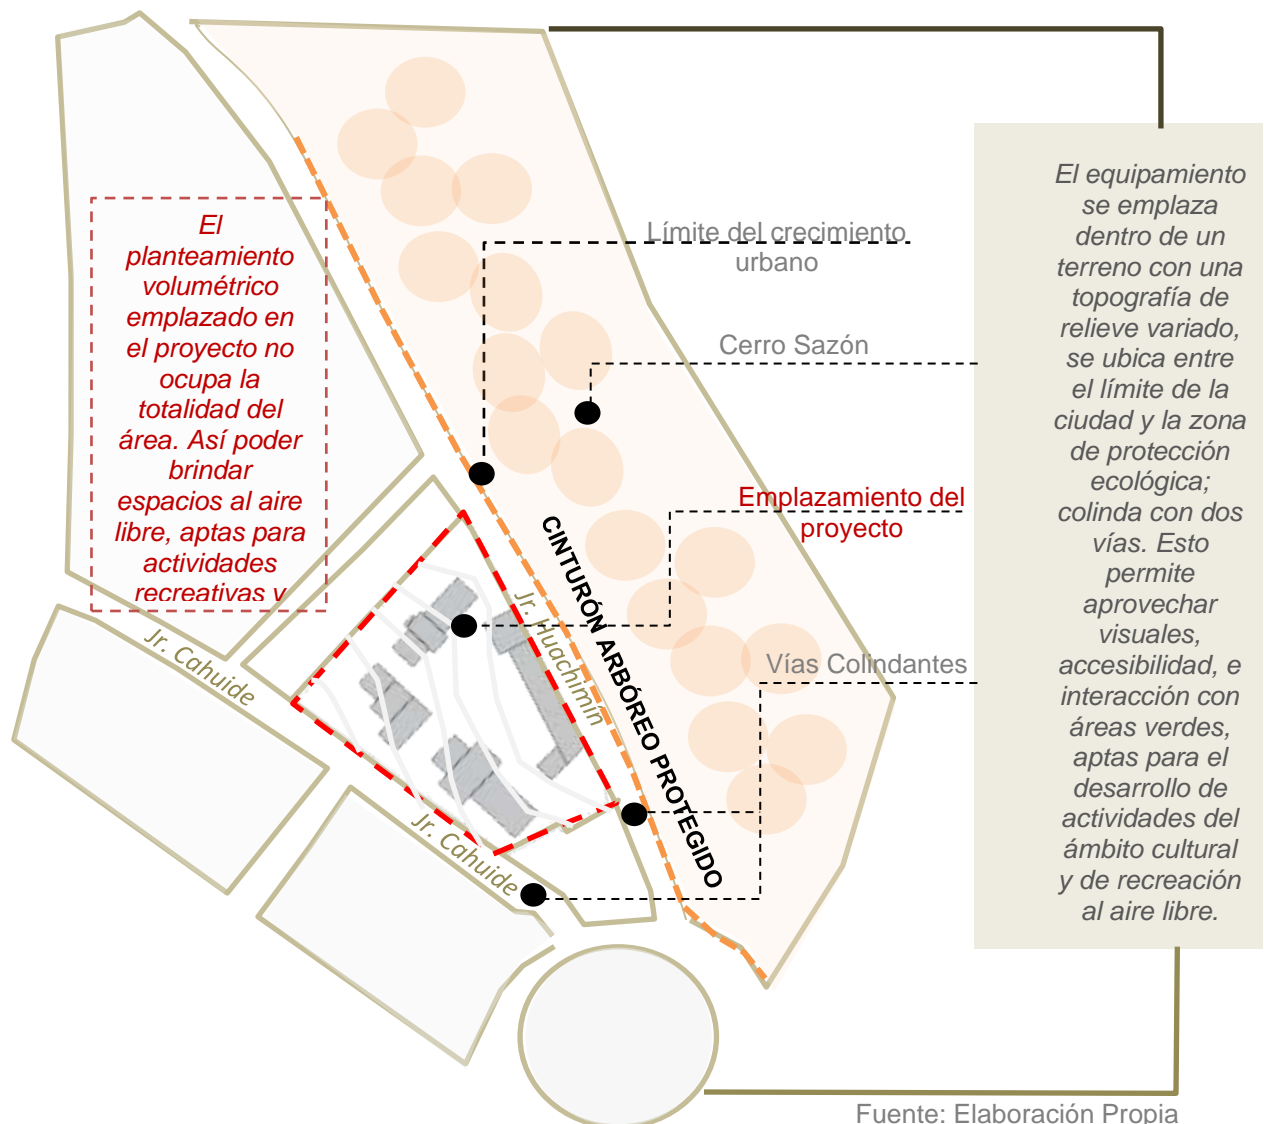 El
planteamiento
volumétrico
emplazado en
el proyecto no
ocupa la
totalidad del
área. Así poder
brindar
espacios al aire
libre, aptas para
actividades
recreativas y
Límite del crecimiento
urbano
Cerro Sazón
Emplazamiento del
proyecto
Vías Colindantes
CINTURÓN ARBÓREO PROTEGIDO
Jr. Huachimín
Jr. Cahuide
Jr. Cahuide
El equipamiento
se emplaza
dentro de un
terreno con una
topografía de
relieve variado,
se ubica entre
el límite de la
ciudad y la zona
de protección
ecológica;
colinda con dos
vías. Esto
permite
aprovechar
visuales,
accesibilidad, e
interacción con
áreas verdes,
aptas para el
desarrollo de
actividades del
ámbito cultural
y de recreación
al aire libre.
Fuente: Elaboración Propia